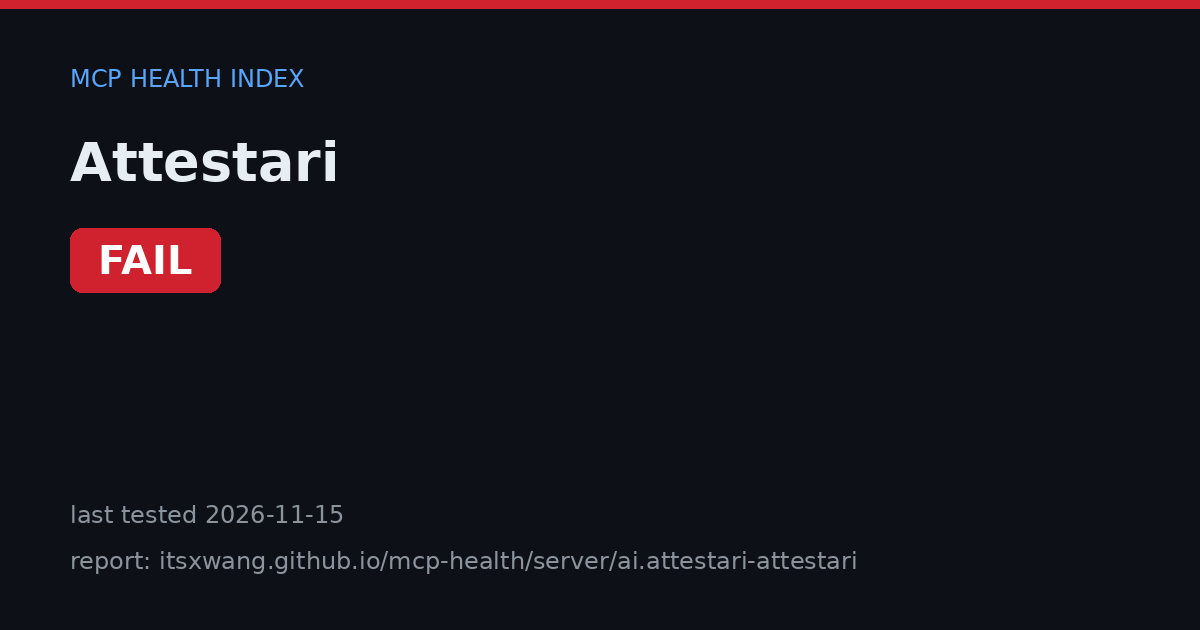 MCP HEALTH INDEX
Attestari
FAIL
last tested 2026-11-15
report: itsxwang.github.io/mcp-health/server/ai.attestari-attestari